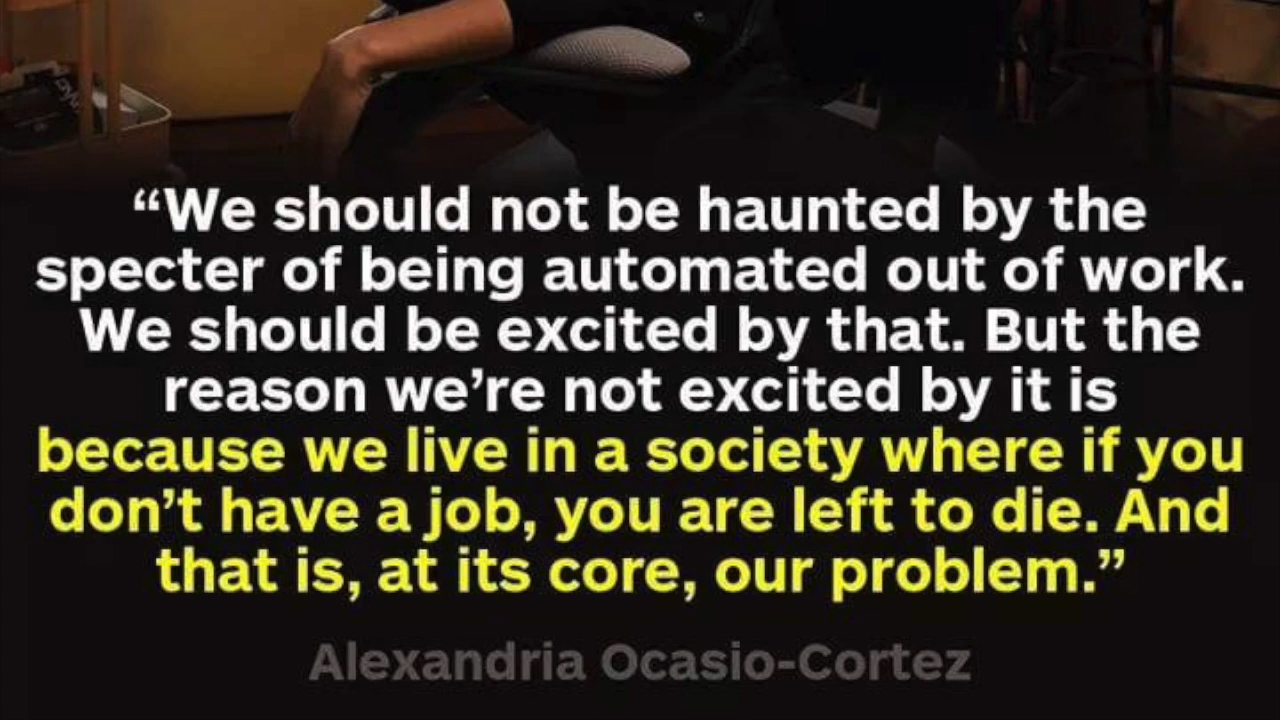 “We should not be haunted by the
specter of being automated out of work.
We should be excited by that. But the
reason we’re not excited by it is
because we live in a society where if you
don’t have a job, you are left to die. And
that is, at its core, our problem.”
Alexandria Ocasio-Cortez